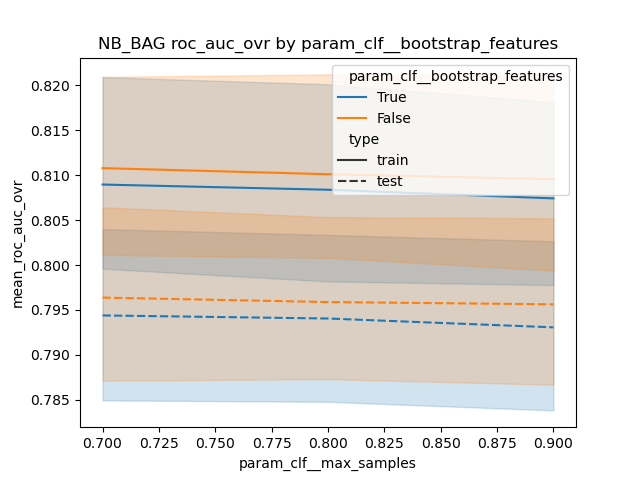 NB_BAG roc_auc_ovr by param_clf__bootstrap_features
param_clf__bootstrap_features
True
False
type
train
test
mean_roc_auc_ovr
0.820
0.815
0.810
0.805
0.800
0.795
0.790
0.785
0.700 0.725 0.750 0.775 0.800 0.825 0.850 0.875 0.900
param_clf__max_samples